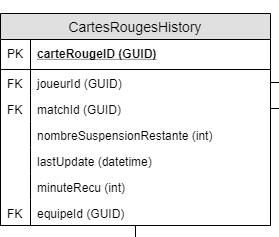 CartesRougesHistory
PK carteRougeID (GUID)
FK joueurId (GUID)
FK matchId (GUID)
nombreSuspensionRestante (int)
lastUpdate (datetime)
minuteRecu (int)
FK equipeId (GUID)